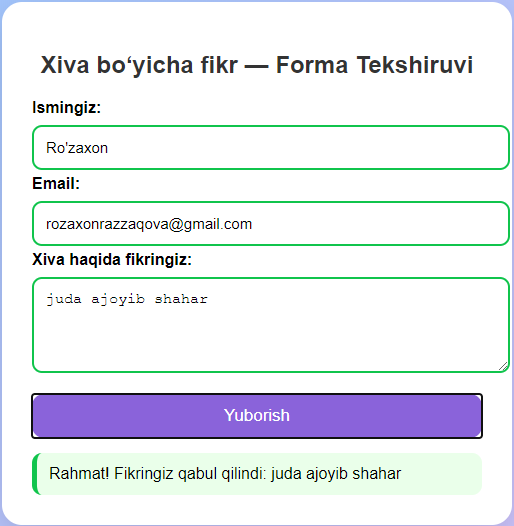 Xiva bo‘yicha fikr — Forma Tekshiruvi
Ismingiz:
Ro'zaxon
Email:
rozaxonrazzaqova@gmail.com
Xiva haqida fikringiz:
juda ajoyib shahar
Yuborish
Rahmat! Fikringiz qabul qilindi: juda ajoyib shahar